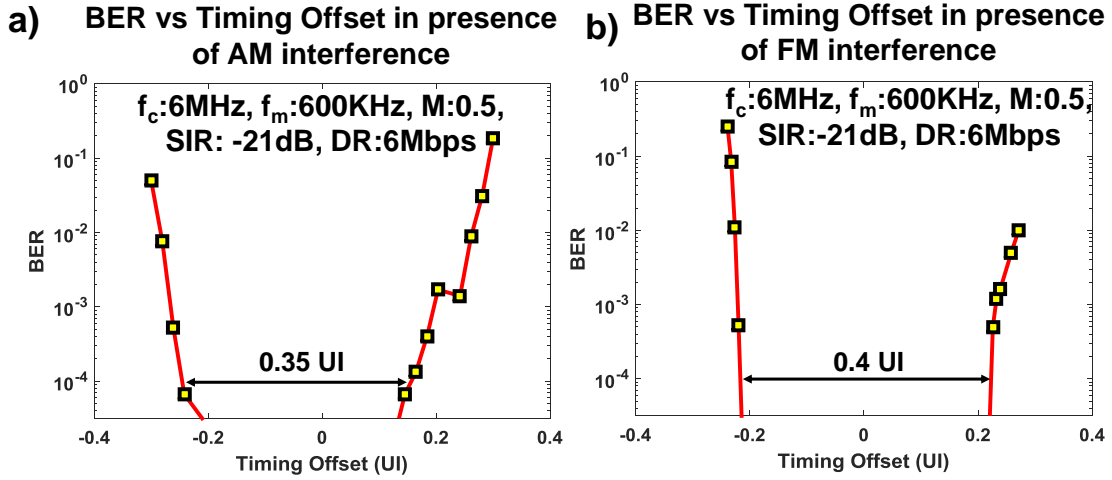 a)
BER vs Timing Offset in presence
of AM interference
f_c:6MHz, f_m:600KHz, M:0.5,
SIR: -21dB, DR:6Mbps
10^0
10^-1
10^-2
10^-3
10^-4
BER
0.35 UI
-0.4
-0.2
0
0.2
0.4
Timing Offset (UI)
b)
BER vs Timing Offset in presence
of FM interference
f_c:6MHz, f_m:600KHz, M:0.5,
SIR:-21dB, DR:6Mbps
10^0
10^-1
10^-2
10^-3
10^-4
BER
0.4 UI
-0.4
-0.2
0
0.2
0.4
Timing Offset (UI)